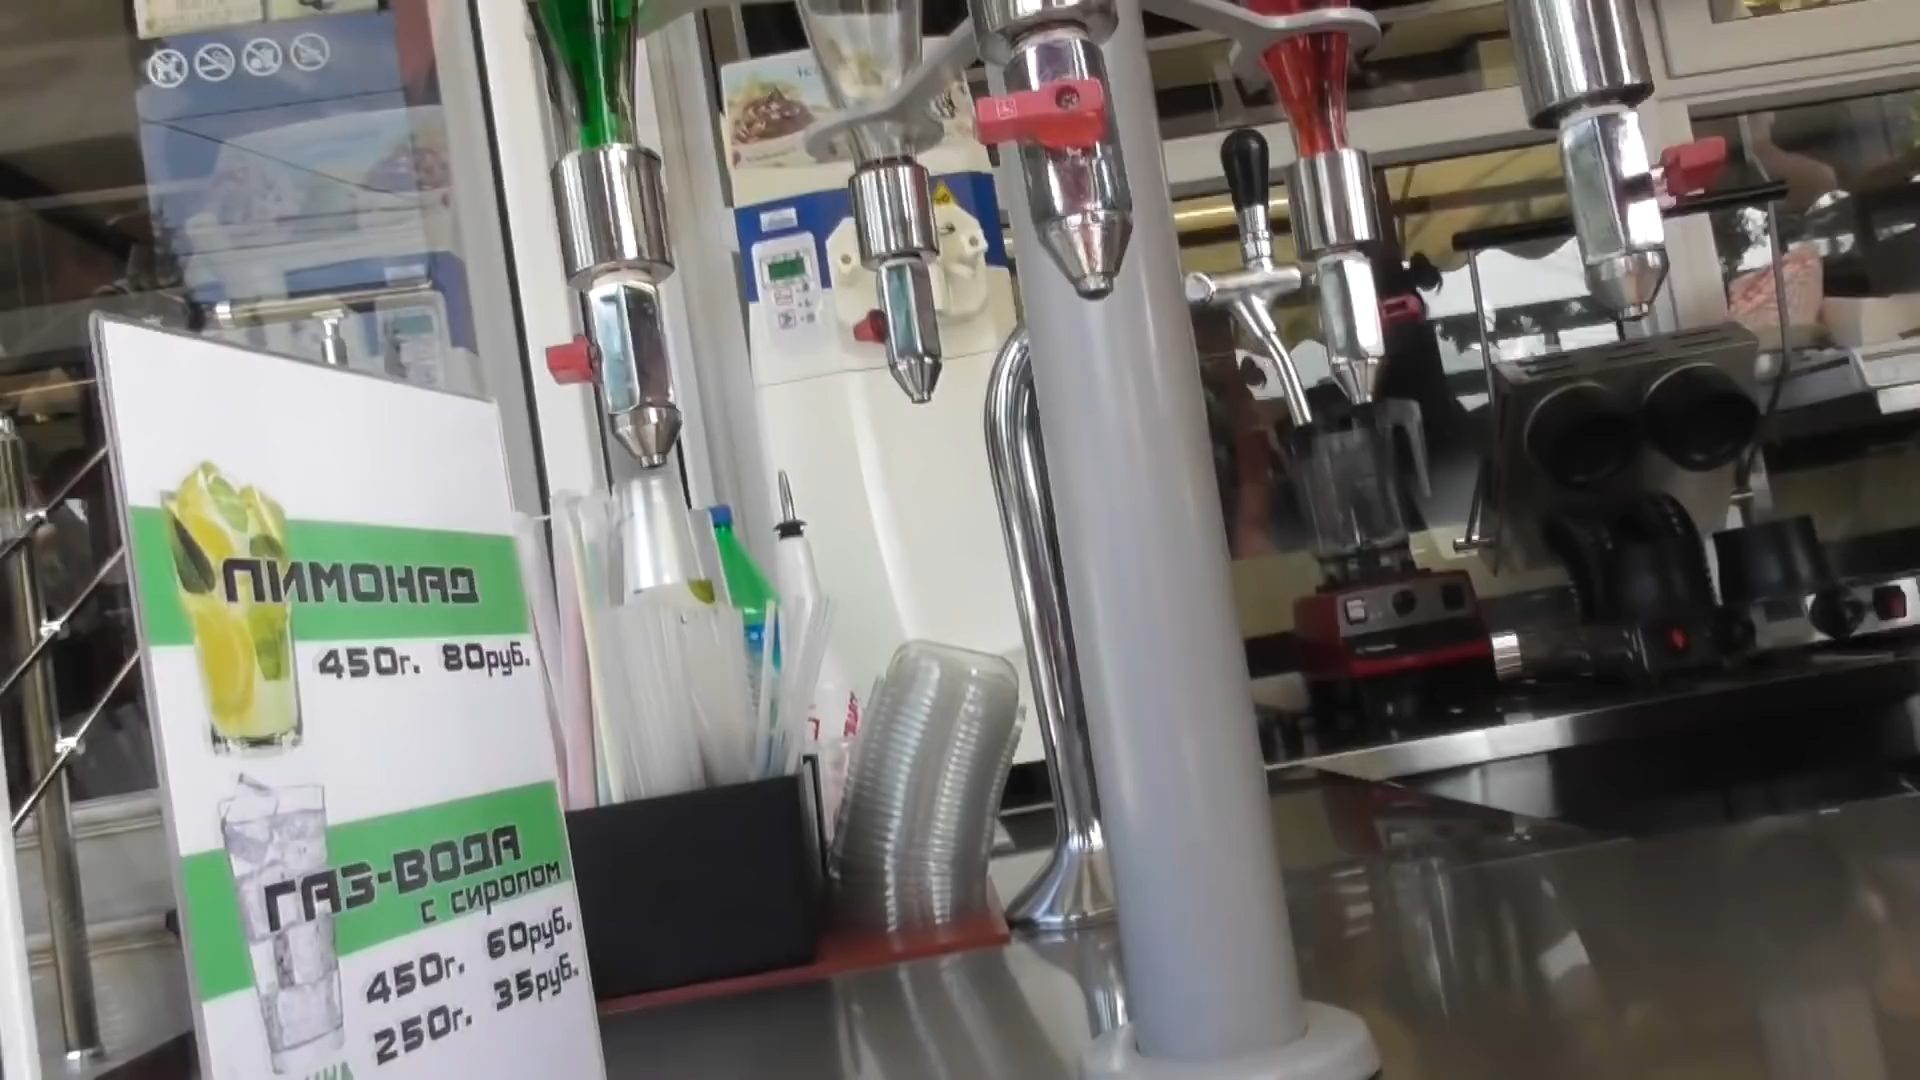 ЛИМОНАД
450г. 80руб.
ГАЗ-ВОДА
с сиропом
450г. 60руб.
250г. 35руб.